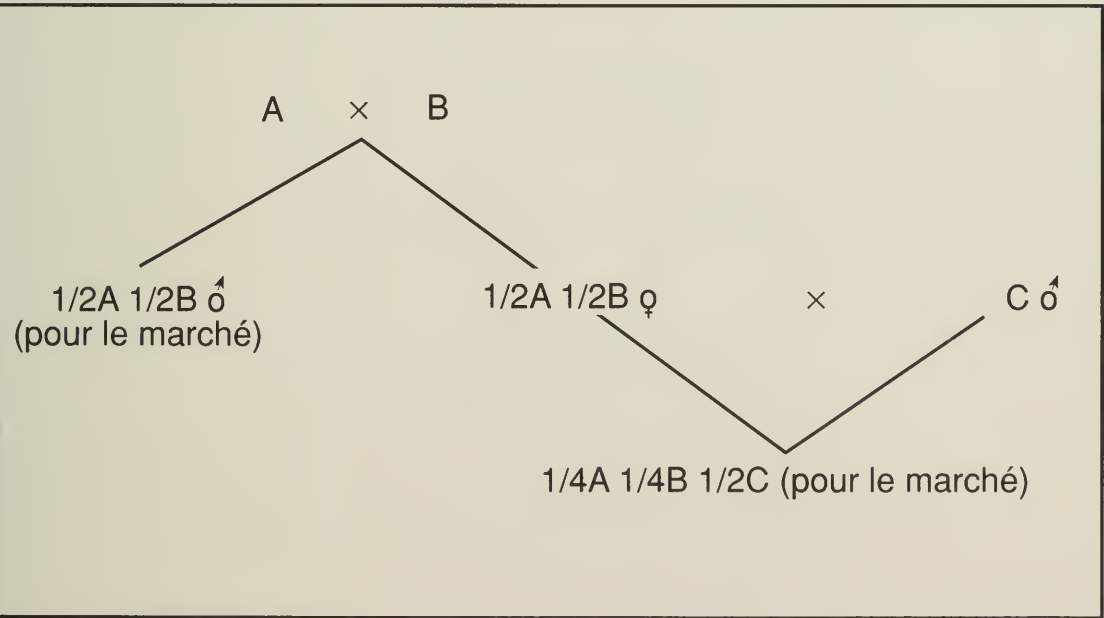 A × B
1/2A 1/2B ♂ 1/2A 1/2B ♀ × C ♂
(pour le marché)
1/4A 1/4B 1/2C (pour le marché)